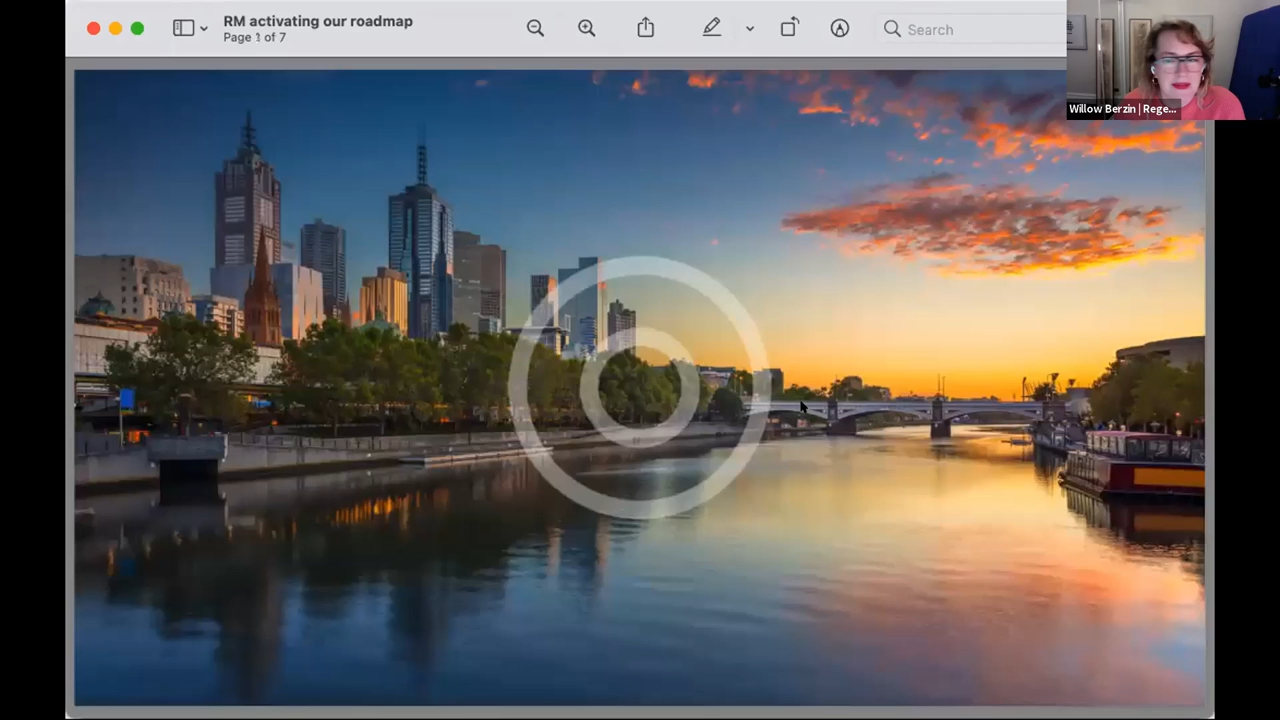 RM activating our roadmap
Page 1 of 7
Search
Willow Berzin | Rege...